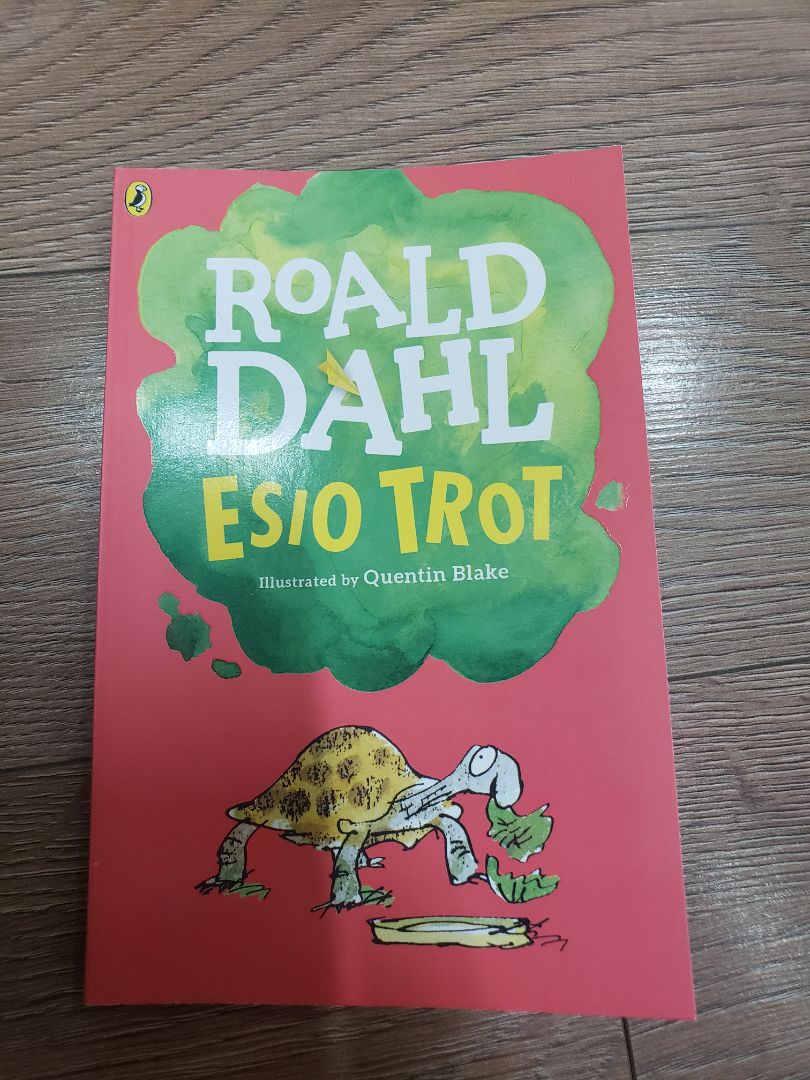 ROALD
DAHL
ESIO TROT
Illustrated by Quentin Blake